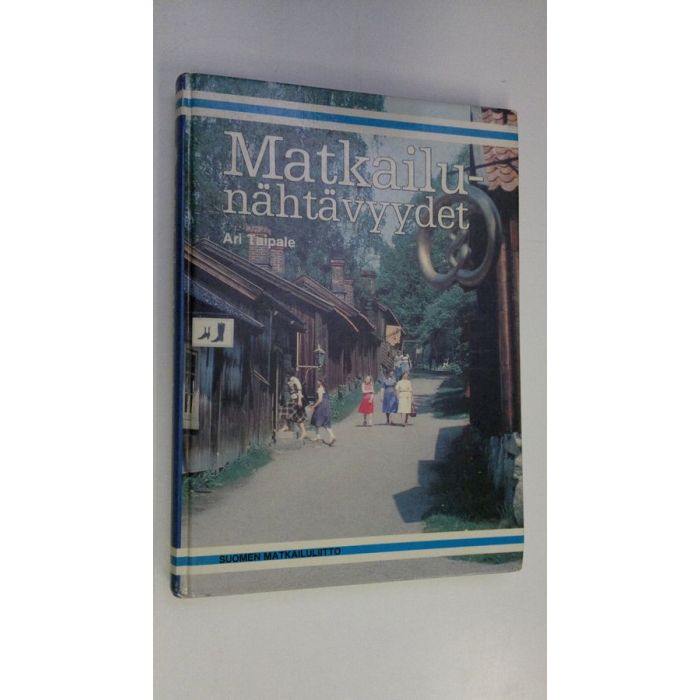 Matkailu-
nähtävyydet
Ari Taipale
SUOMEN MATKAILULIITTO